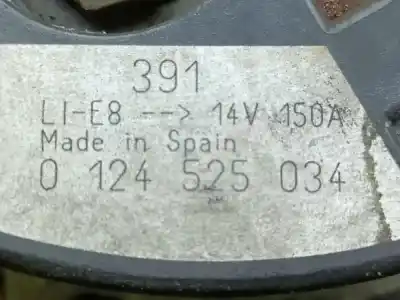 391
LI-E8 --> 14V 150A
Made in Spain
0 124 525 034